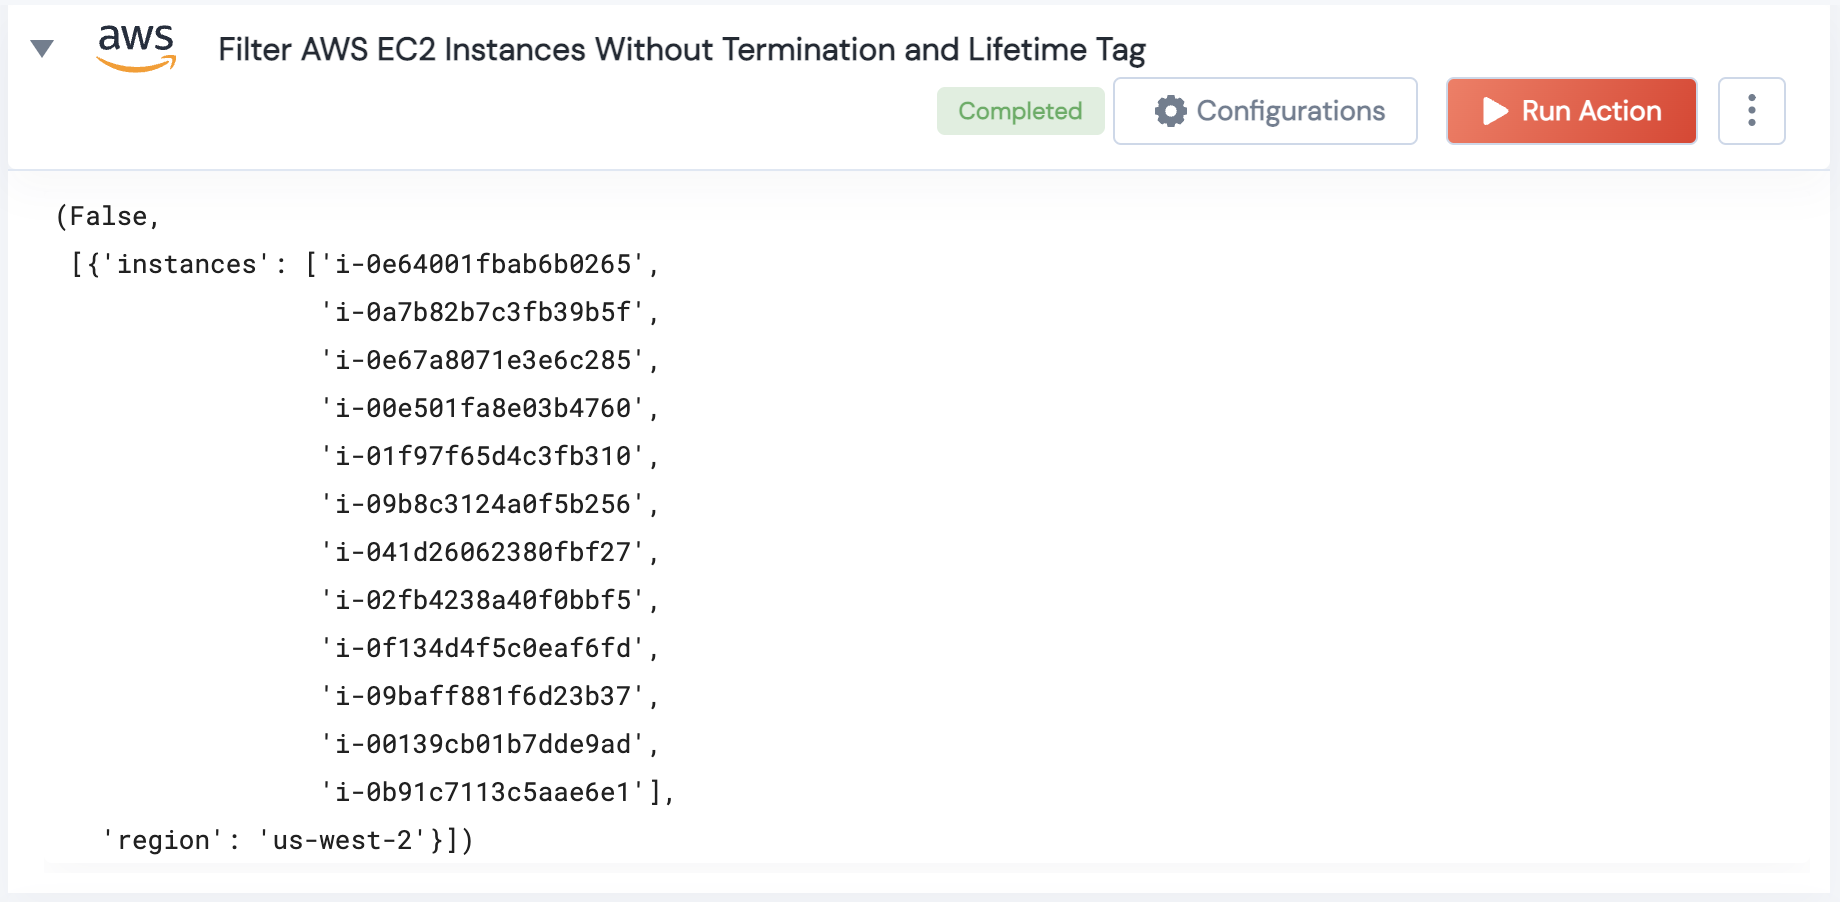 aws
Filter AWS EC2 Instances Without Termination and Lifetime Tag
Completed
Configurations
Run Action
(False,
[{'instances': ['i-0e64001fbab6b0265',
'i-0a7b82b7c3fb39b5f',
'i-0e67a8071e3e6c285',
'i-00e501fa8e03b4760',
'i-01f97f65d4c3fb310',
'i-09b8c3124a0f5b256',
'i-041d26062380fbf27',
'i-02fb4238a40f0bbf5',
'i-0f134d4f5c0eaf6fd',
'i-09baff881f6d23b37',
'i-00139cb01b7dde9ad',
'i-0b91c7113c5aae6e1'],
'region': 'us-west-2'}])